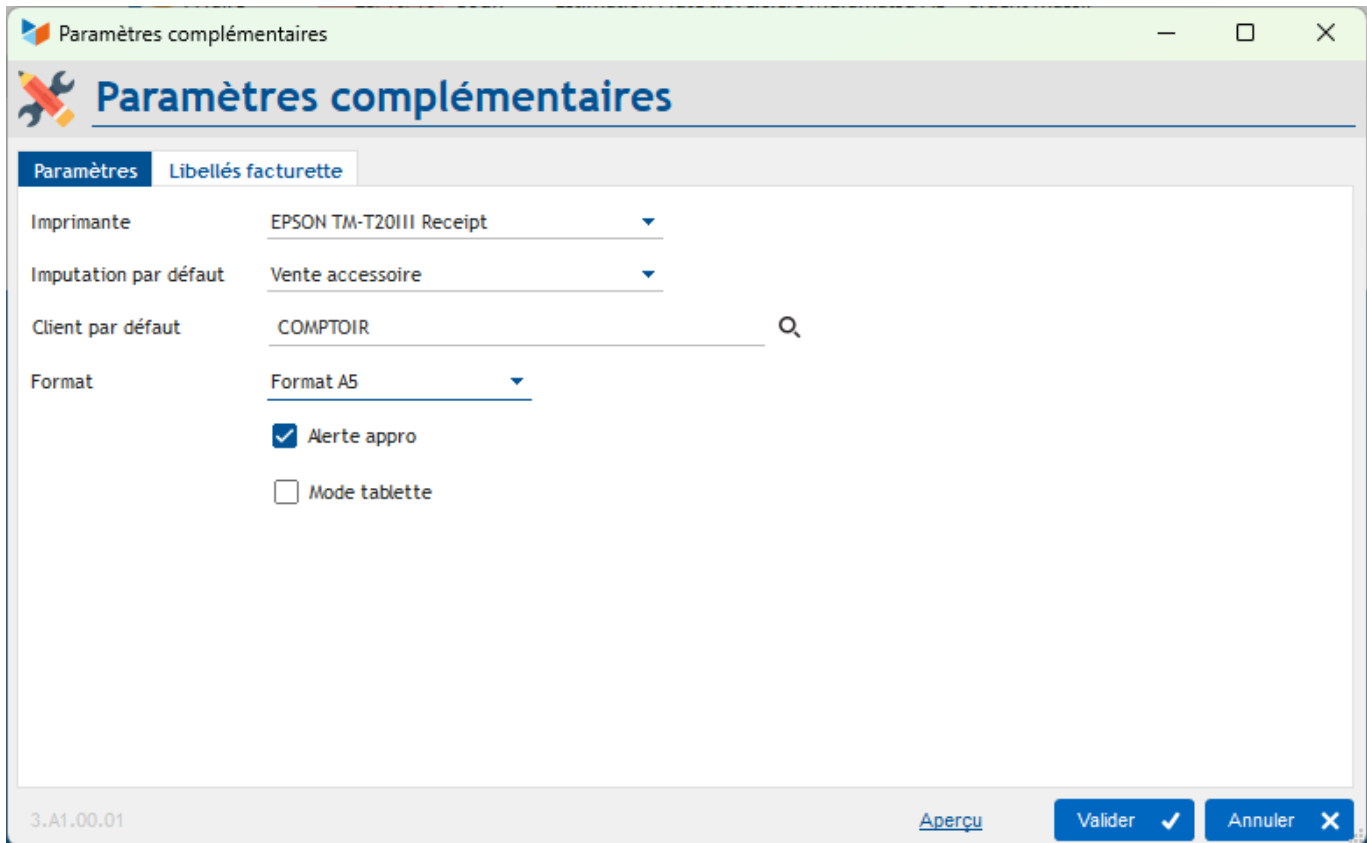 Paramètres complémentaires
Paramètres complémentaires
Paramètres Libellés facturette
Imprimante EPSON TM-T20III Receipt
Imputation par défaut Vente accessoire
Client par défaut COMPTOIR
Format Format A5
Alerte appro
Mode tablette
3.A1.00.01 Aperçu Valider Annuler